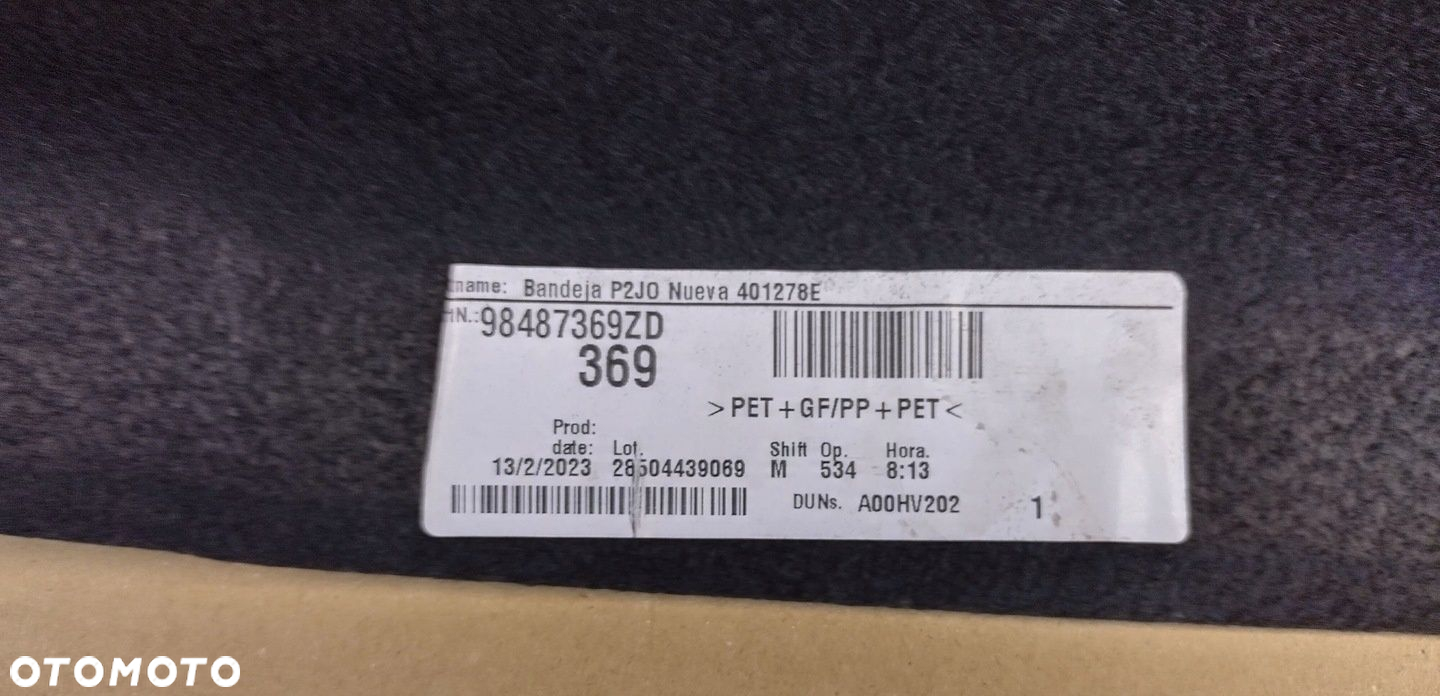 name: Bandeja P2JO Nueva 401278E
N.: 98487369ZD
369
>PET+GF/PP+PET<
Prod:
date: Lot. Shift Op. Hora.
13/2/2023 28504439069 M 534 8:13
DUNs. A00HV202 1
OTOMOTO